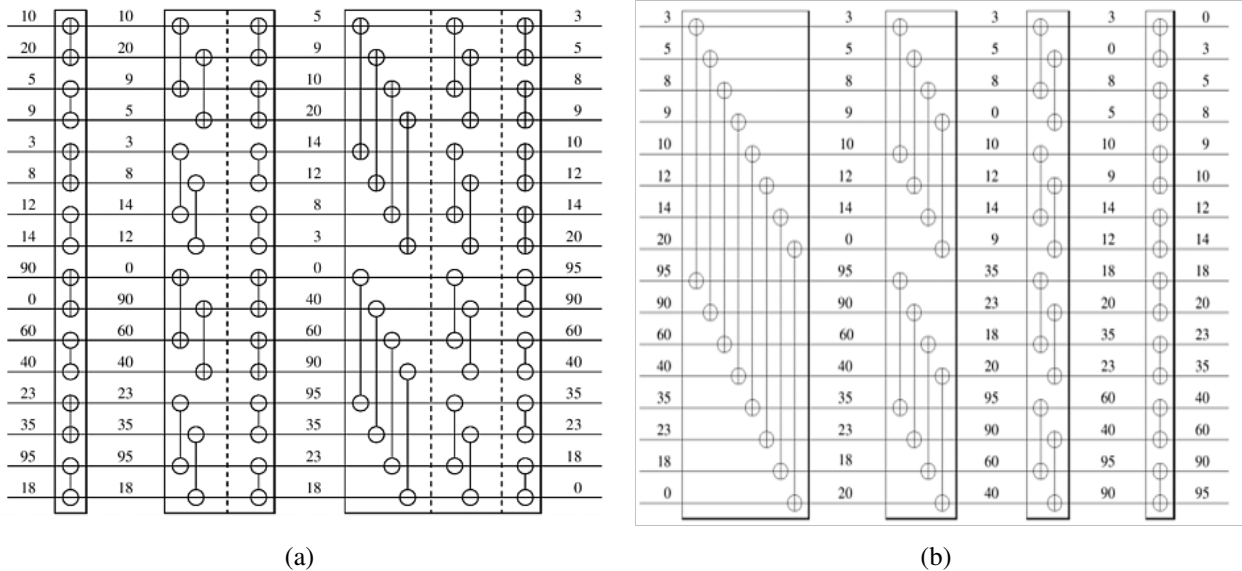 10 10 5 3
20 20 9 5
5 9 10 8
9 5 20 9
3 3 14 10
8 8 12 12
12 14 8 14
14 12 3 20
90 0 0 95
0 90 40 90
60 60 60 60
40 40 90 40
23 23 95 35
35 35 35 23
95 95 23 18
18 18 18 0
(a)
3 3 3 3 0
5 5 5 0 3
8 8 8 8 5
9 9 0 5 8
10 10 10 10 9
12 12 12 9 10
14 14 14 14 12
20 0 9 12 14
95 95 35 18 18
90 90 23 20 20
60 60 18 35 23
40 40 20 23 35
35 35 95 60 40
23 23 90 40 60
18 18 60 95 90
0 20 40 90 95
(b)